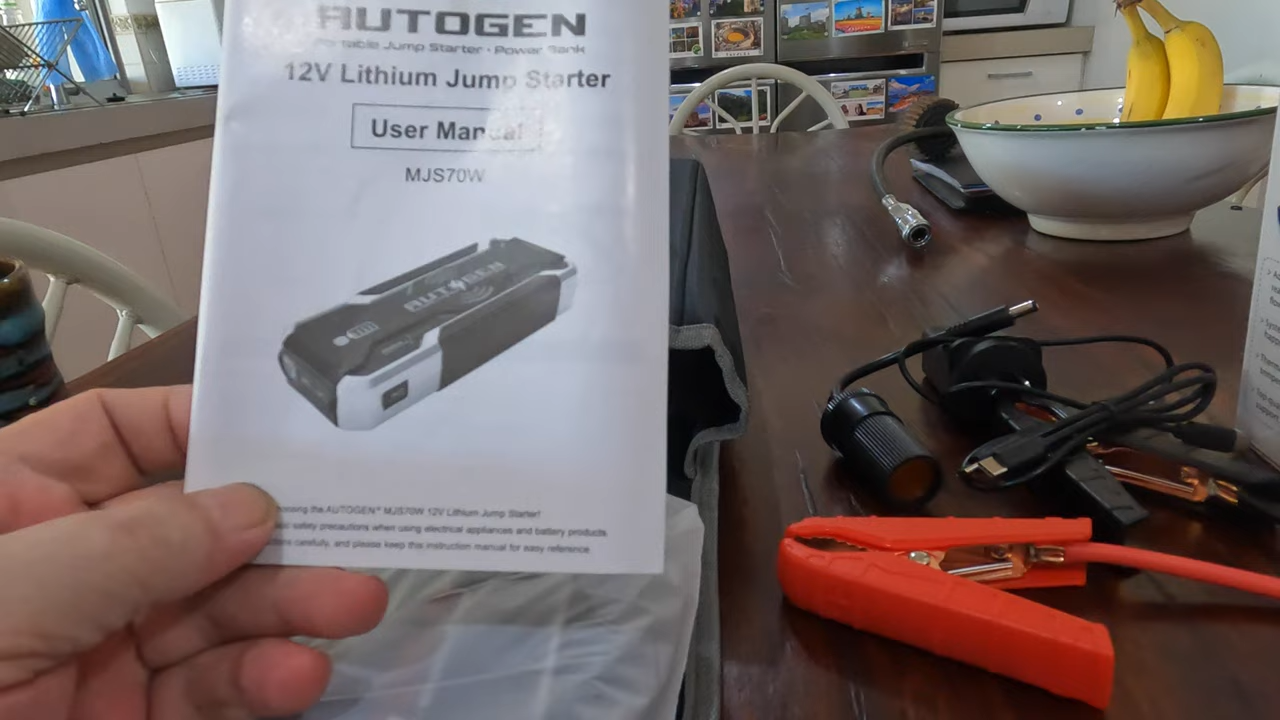 AUTOGEN
Portable Jump Starter · Power Bank
12V Lithium Jump Starter
User Manual
MJS70W
AUTOGEN
choosing the AUTOGEN® MJS70W 12V Lithium Jump Starter!
safety precautions when using electrical appliances and battery products
carefully, and please keep this instruction manual for easy reference